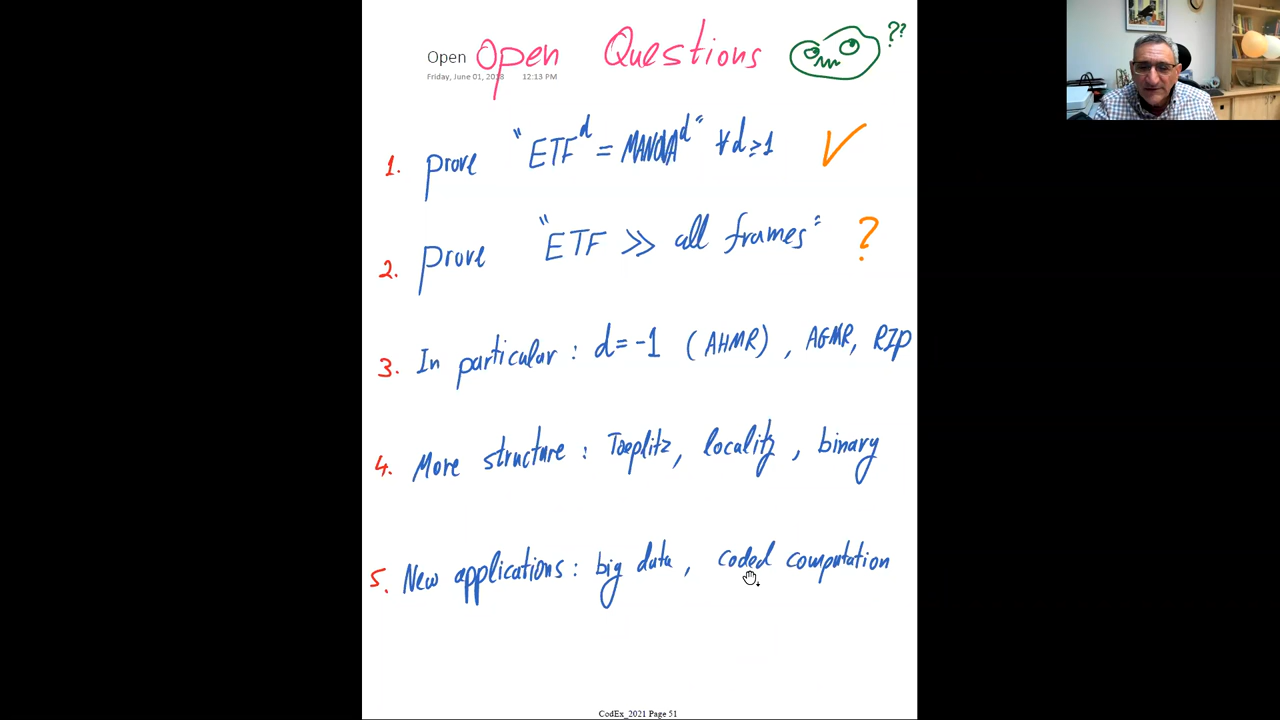 Open Open Questions ??
Friday, June 01, 2018 12:13 PM
1. prove "ETF^d = MANOVA^d" ∀d≥1 ✓
2. prove "ETF >> all frames" ?
3. In particular : d=-1 (AHMR), AGMR, RIP
4. More structure : Toeplitz, locality, binary
5. New applications : big data, coded computation
CodEx_2021 Page 51